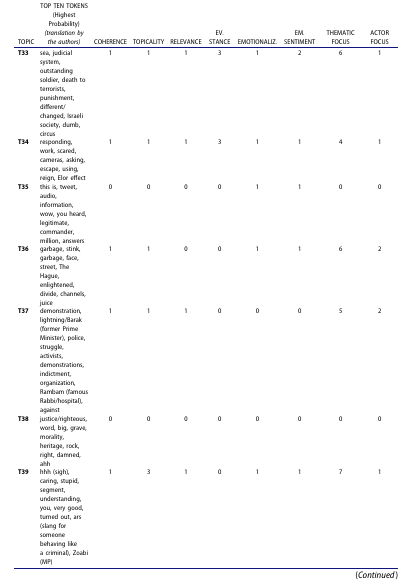 TOP TEN TOKENS
(Highest
Probability)
(translation by
the authors)
EV.
STANCE
EM.
SENTIMENT
THEMATIC
FOCUS
ACTOR
FOCUS
TOPIC COHERENCE TOPICALITY RELEVANCE EMOTIONALIZ.
T33 sea, judicial 1 1 1 3 1 2 6 1
system,
outstanding
soldier, death to
terrorists,
punishment,
different/
changed, Israeli
society, dumb,
circus
T34 responding, 1 1 1 3 1 1 4 1
work, scared,
cameras, asking,
escape, using,
reign, Elor effect
T35 this is, tweet, 0 0 0 0 1 1 0 0
audio,
information,
wow, you heard,
legitimate,
commander,
million, answers
T36 garbage, stink, 1 1 0 0 1 1 6 2
garbage, face,
street, The
Hague,
enlightened,
divide, channels,
juice
T37 demonstration, 1 1 1 0 0 0 5 2
lightning/Barak
(former Prime
Minister), police,
struggle,
activists,
demonstrations,
indictment,
organization,
Rambam (famous
Rabbi/hospital),
against
T38 justice/righteous, 0 0 0 0 0 0 0 0
word, big, grave,
morality,
heritage, rock,
right, damned,
ahh
T39 hhh (sigh), 1 3 1 0 1 1 7 1
caring, stupid,
segment,
understanding,
you, very good,
turned out, ars
(slang for
someone
behaving like
a criminal), Zoabi
(MP)
(Continued)